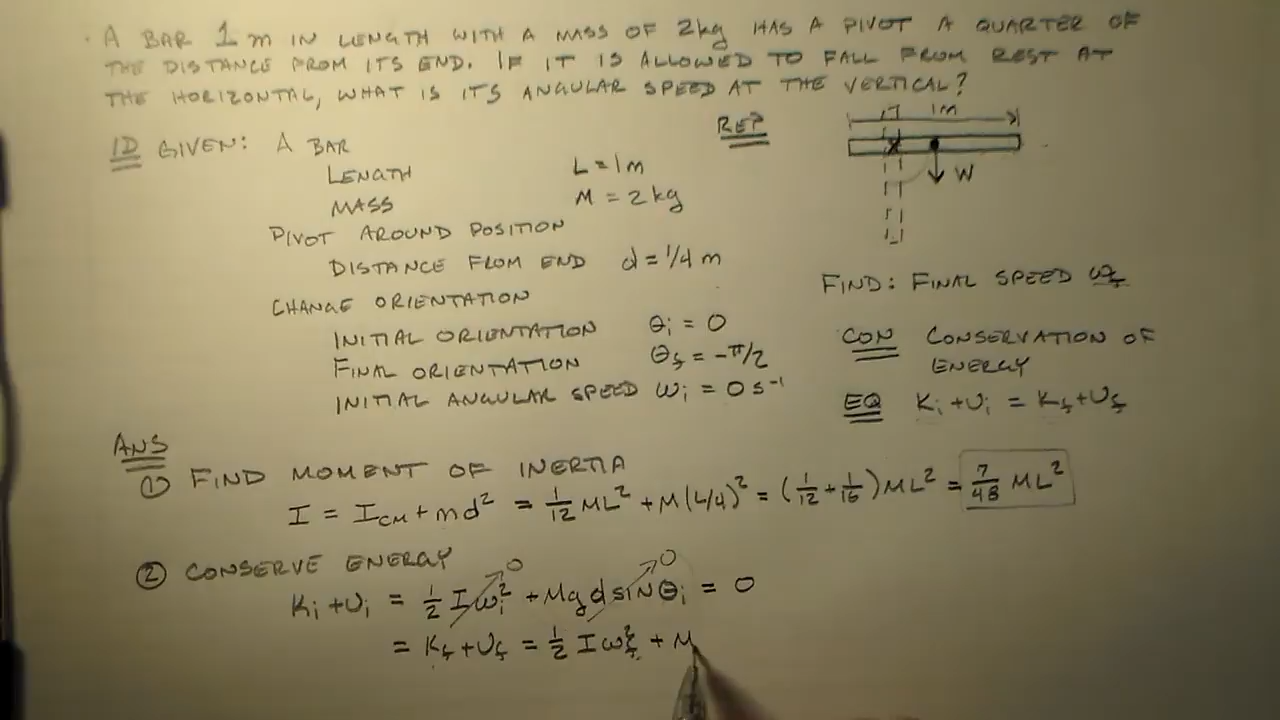 · A BAR 1 m IN LENGTH WITH A MASS OF 2kg HAS A PIVOT A QUARTER OF
THE DISTANCE FROM ITS END. IF IT IS ALLOWED TO FALL FROM REST AT
THE HORIZONTAL, WHAT IS ITS ANGULAR SPEED AT THE VERTICAL?
ID GIVEN: A BAR
LENGTH L = 1m
MASS M = 2 kg
PIVOT AROUND POSITION
DISTANCE FROM END d = 1/4 m
CHANGE ORIENTATION
INITIAL ORIENTATION θi = 0
FINAL ORIENTATION θf = -π/2
INITIAL ANGULAR SPEED ωi = 0 s⁻¹
REP
1m
W
FIND: FINAL SPEED ωf
CON CONSERVATION OF
ENERGY
EQ Ki + Ui = Kf + Uf
ANS
① FIND MOMENT OF INERTIA
I = ICM + md² = 1/12 ML² + M(L/4)² = (1/12 + 1/16) ML² = 7/48 ML²
② CONSERVE ENERGY
Ki + Ui = 1/2 Iωi² 0 + Mgd sinθi 0 = 0
= Kf + Uf = 1/2 Iωf² + M